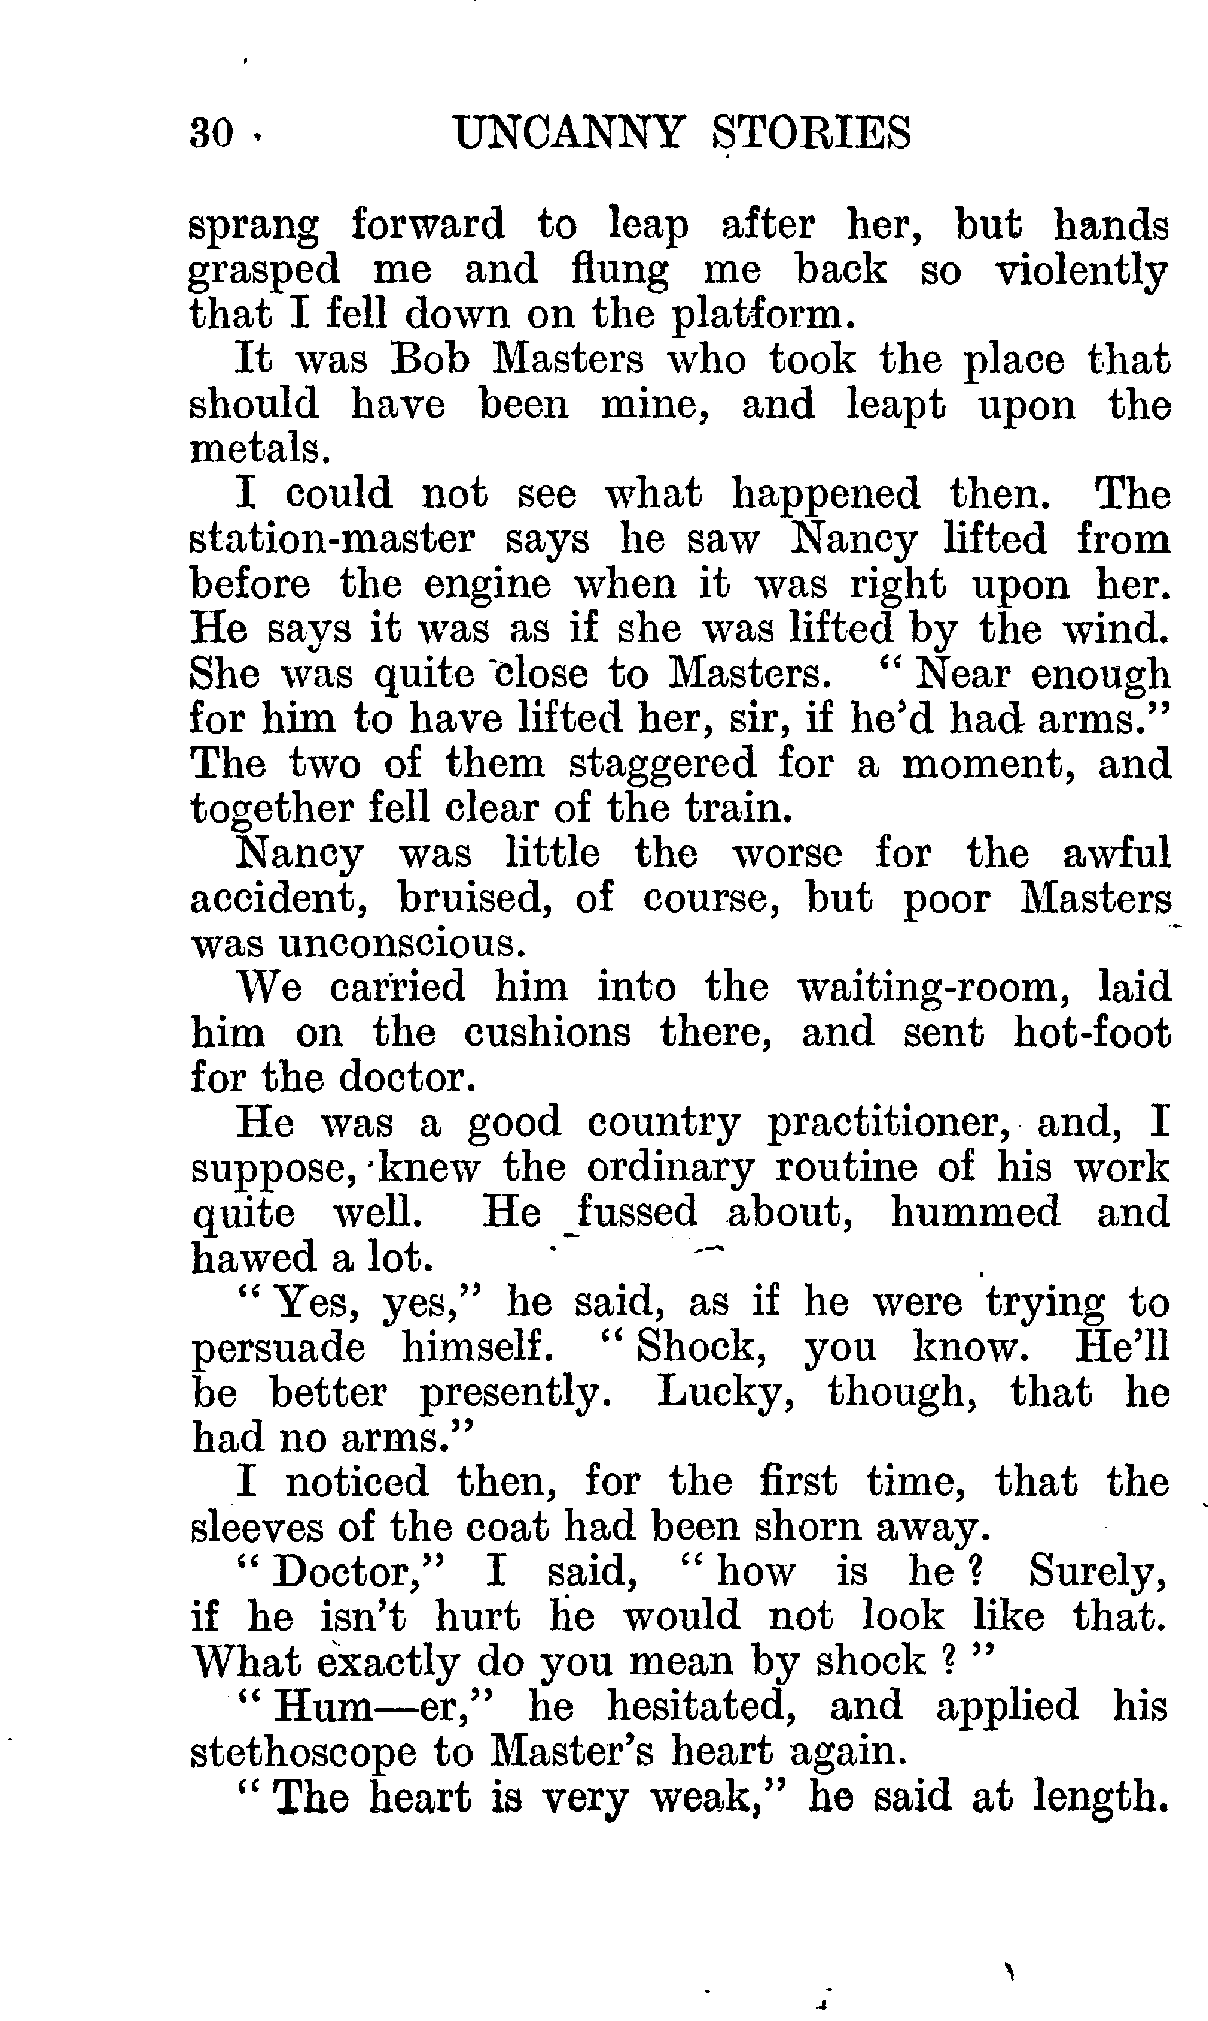 30 UNCANNY STORIES
sprang forward to leap after her, but hands
grasped me and flung me back so violently
that I fell down on the platform.
It was Bob Masters who took the place that
should have been mine, and leapt upon the
metals.
I could not see what happened then. The
station-master says he saw Nancy lifted from
before the engine when it was right upon her.
He says it was as if she was lifted by the wind.
She was quite close to Masters. “ Near enough
for him to have lifted her, sir, if he’d had arms.”
The two of them staggered for a moment, and
together fell clear of the train.
Nancy was little the worse for the awful
accident, bruised, of course, but poor Masters
was unconscious.
We carried him into the waiting-room, laid
him on the cushions there, and sent hot-foot
for the doctor.
He was a good country practitioner, and, I
suppose, knew the ordinary routine of his work
quite well. He fussed about, hummed and
hawed a lot.
“ Yes, yes,” he said, as if he were trying to
persuade himself. “ Shock, you know. He’ll
be better presently. Lucky, though, that he
had no arms.”
I noticed then, for the first time, that the
sleeves of the coat had been shorn away.
“ Doctor,” I said, “ how is he ? Surely,
if he isn’t hurt he would not look like that.
What exactly do you mean by shock ? ”
“ Hum—er,” he hesitated, and applied his
stethoscope to Master’s heart again.
“ The heart is very weak,” he said at length.